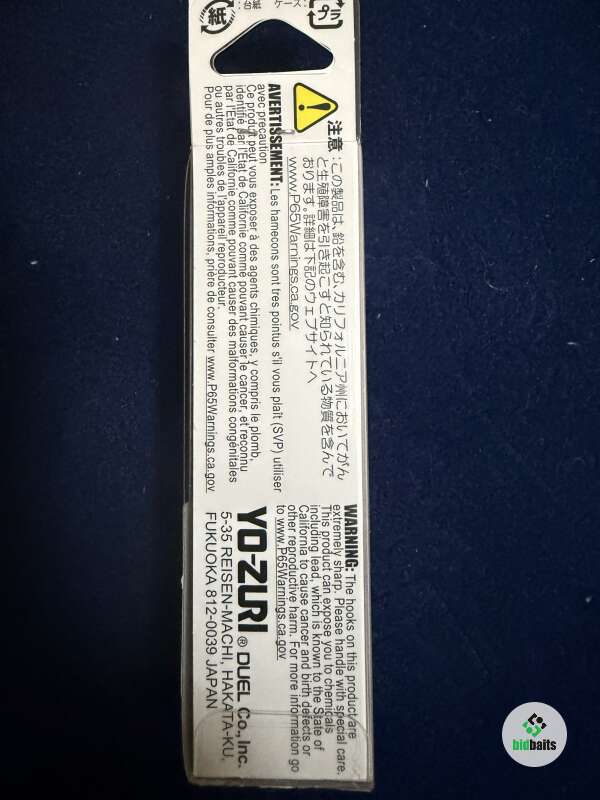 紙
:台紙
ケース:
注意:この製品は、鉛を含む、カリフォルニア州においてがん
と生殖障害を引き起こすと知られている物質を含んで
おります。詳細は下記のウェブサイトへ
www.P65Warnings.ca.gov
AVERTISSEMENT: Les hamecons sont tres pointus s'il vous plaît (SVP) utiliser
avec precaution
Ce produit peut vous exposer à des agents chimiques, y compris le plomb,
identifié par l'État de Californie comme pouvant causer le cancer, et reconnu
par l'État de Californie comme pouvant causer des malformations congénitales
ou autres troubles de l'appareil reproducteur.
Pour de plus amples informations, prière de consulter www.P65Warnings.ca.gov
WARNING: The hooks on this product are
extremely sharp. Please handle with special care.
This product can expose you to chemicals
including lead, which is known to the State of
California to cause cancer and birth defects or
other reproductive harm. For more information go
to www.P65Warnings.ca.gov
YO-ZURI® DUEL Co., Inc.
5-35 REISEN-MACHI, HAKATA-KU,
FUKUOKA 812-0039 JAPAN
bidbaits